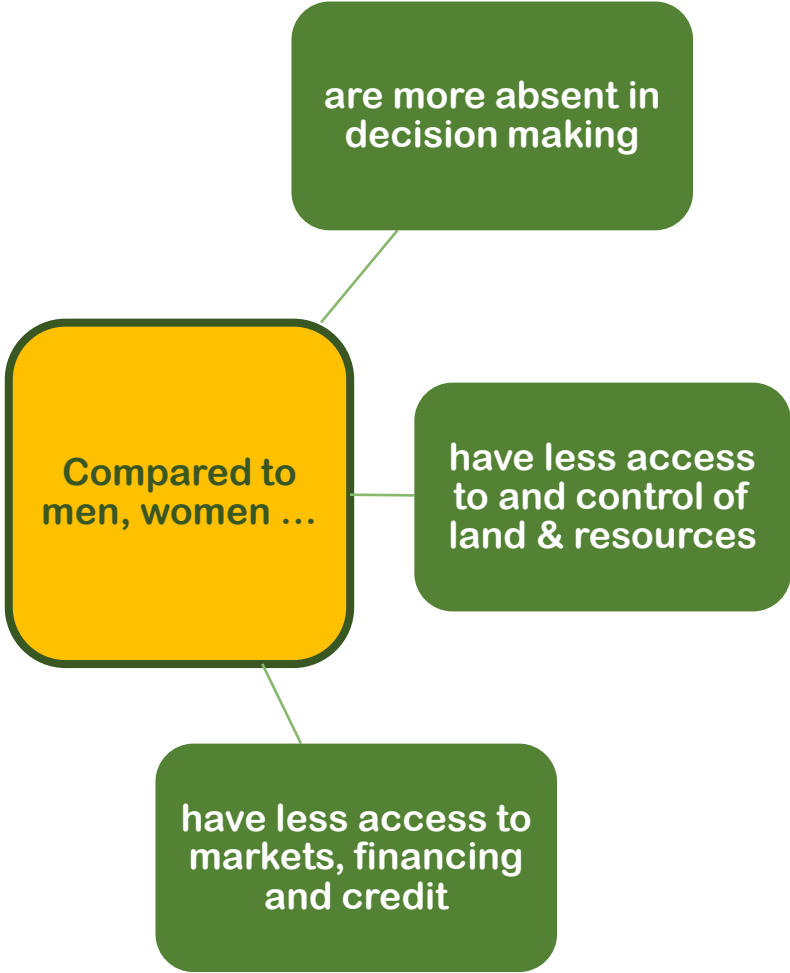 are more absent in
decision making
Compared to
men, women ...
have less access
to and control of
land & resources
have less access to
markets, financing
and credit